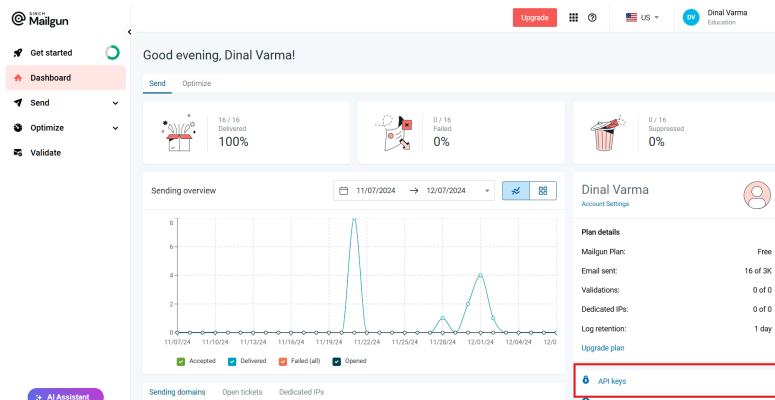 SINCH
Mailgun
Upgrade
US
DV
Dinal Varma
Education
Get started
Dashboard
Send
Optimize
Validate
AI Assistant
Good evening, Dinal Varma!
Send Optimize
16 / 16
Delivered
100%
0 / 16
Failed
0%
0 / 16
Suppressed
0%
Sending overview
11/07/2024 → 12/07/2024
8
6
4
2
0
11/07/24 11/10/24 11/13/24 11/16/24 11/19/24 11/22/24 11/25/24 11/28/24 12/01/24 12/04/24 12/0
Accepted Delivered Failed (all) Opened
Sending domains Open tickets Dedicated IPs
Dinal Varma
Account Settings
Plan details
Mailgun Plan: Free
Email sent: 16 of 3K
Validations: 0 of 0
Dedicated IPs: 0 of 0
Log retention: 1 day
Upgrade plan
API keys